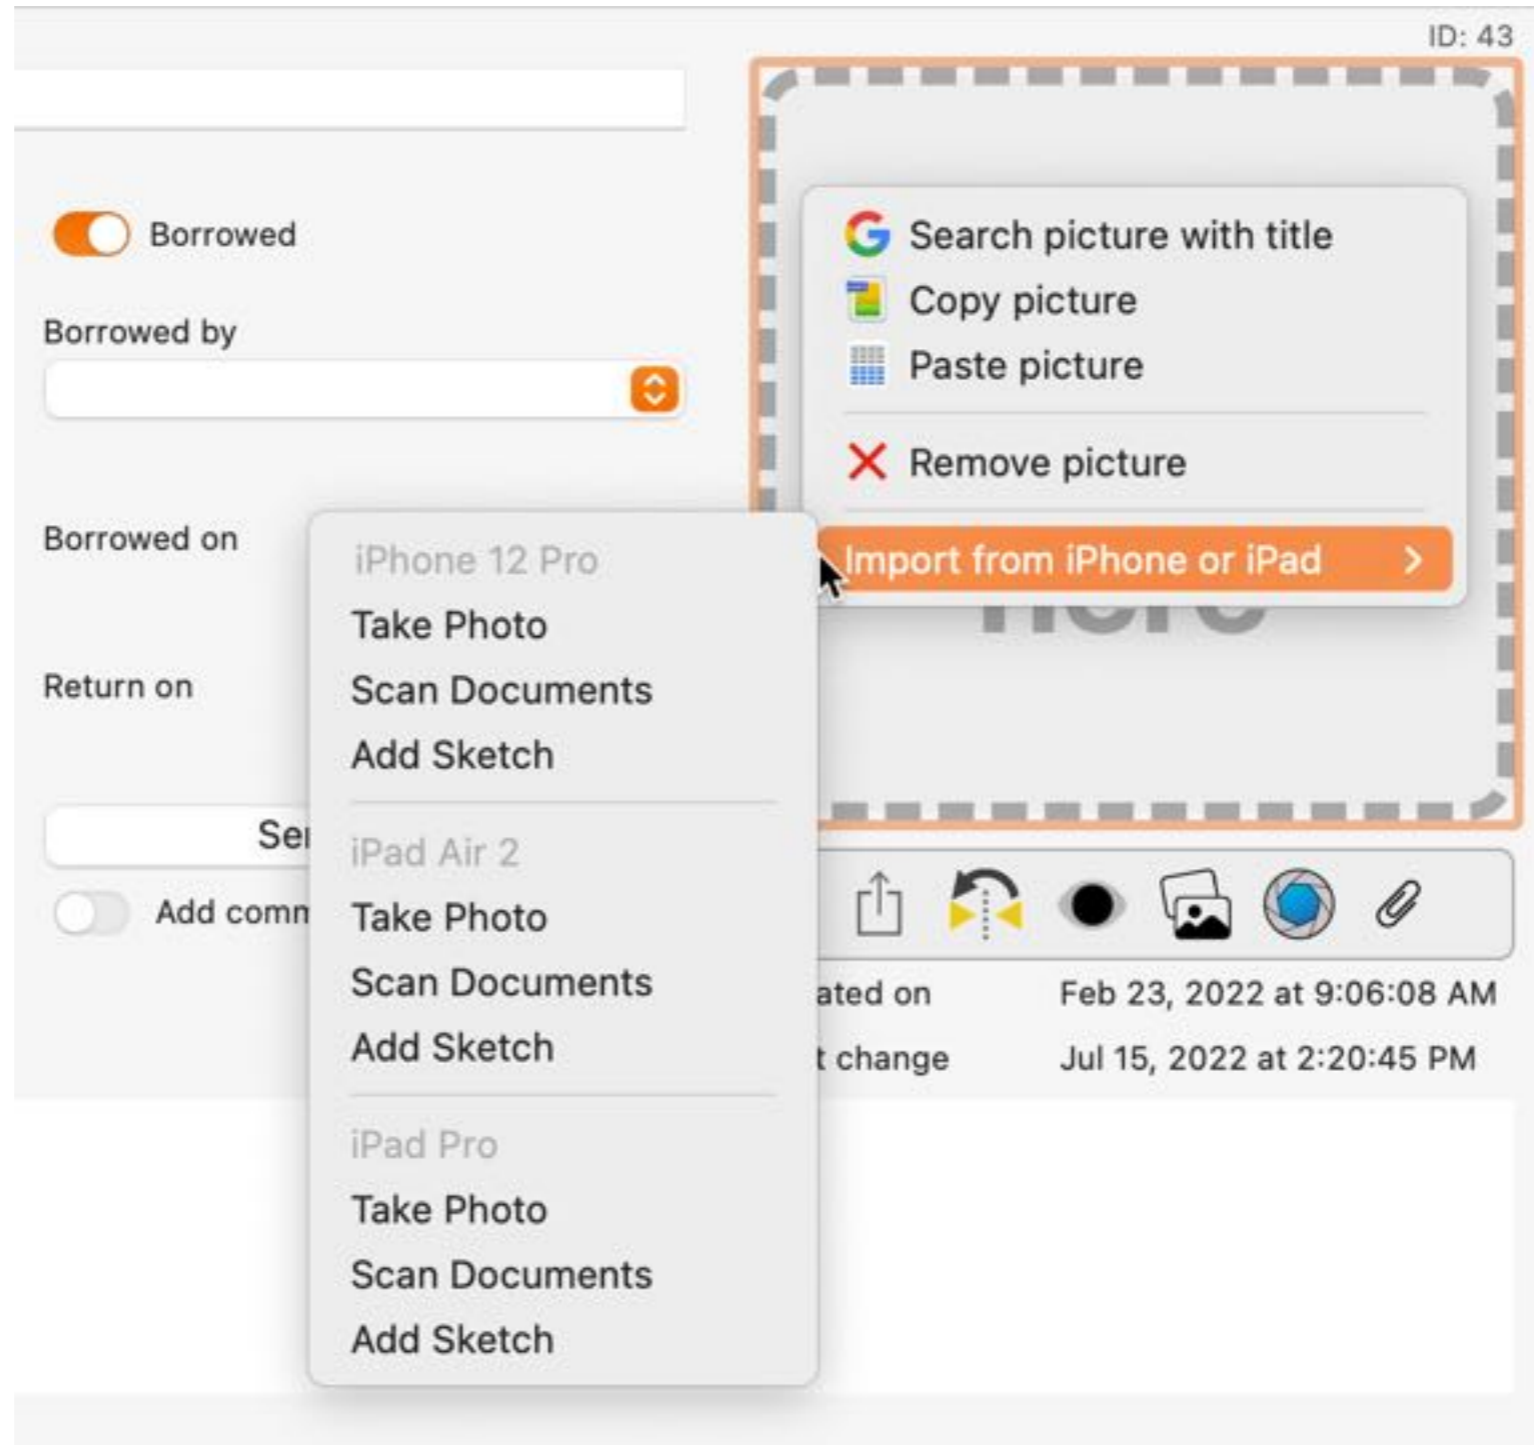 ID: 43
Borrowed
Borrowed by
Borrowed on
Return on
Add
Search picture with title
Copy picture
Paste picture
Remove picture
Import from iPhone or iPad
here
iPhone 12 Pro
Take Photo
Scan Documents
Add Sketch
iPad Air 2
Take Photo
Scan Documents
Add Sketch
iPad Pro
Take Photo
Scan Documents
Add Sketch
on Feb 23, 2022 at 9:06:08 AM
change Jul 15, 2022 at 2:20:45 PM